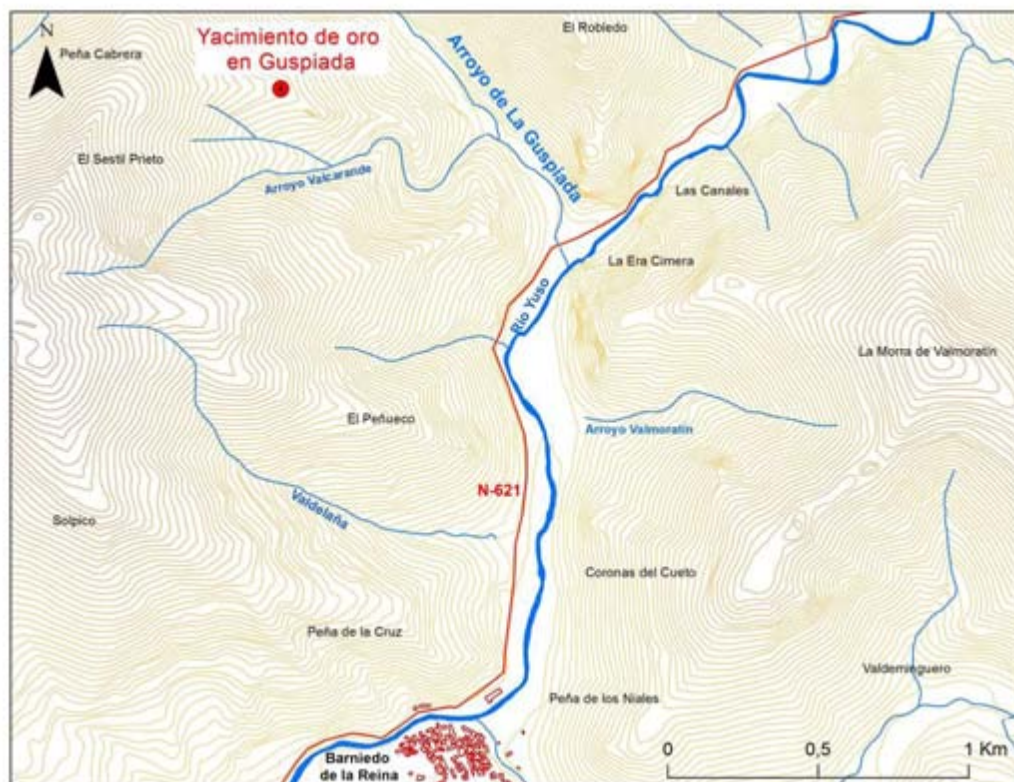 N
El Robledo
Yacimiento de oro
en Guspiada
Peña Cabrera
Arroyo de La Guspiada
El Sestil Prieto
Arroyo Valcarande
Las Canales
La Era Cimera
Río Yuso
La Morra de Valmoratín
El Peñueco
Arroyo Valmoratín
N-621
Valdelaña
Solpico
Coronas del Cueto
Peña de la Cruz
Valdeminguero
Peña de los Niales
Barniedo
de la Reina
0 0,5 1 Km